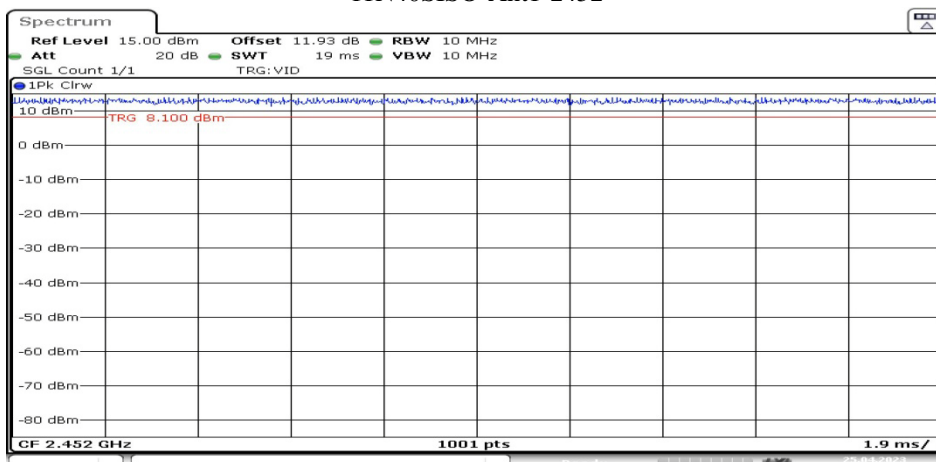 Spectrum
Ref Level 15.00 dBm Offset 11.93 dB RBW 10 MHz
Att 20 dB SWT 19 ms VBW 10 MHz
SGL Count 1/1 TRG:VID
1Pk Clrw
10 dBm
TRG 8.100 dBm
0 dBm
-10 dBm
-20 dBm
-30 dBm
-40 dBm
-50 dBm
-60 dBm
-70 dBm
-80 dBm
CF 2.452 GHz 1001 pts 1.9 ms/